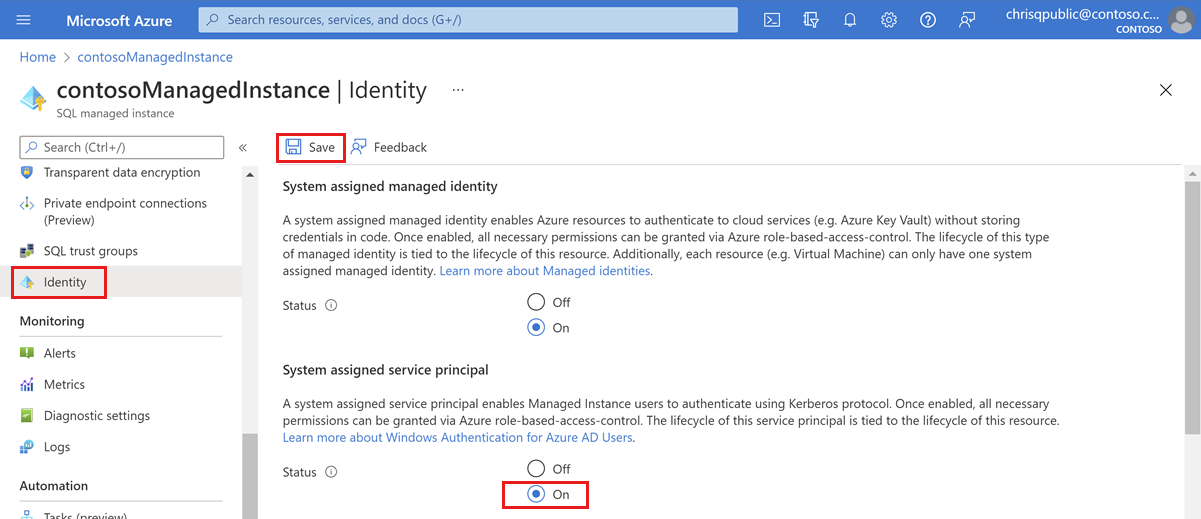 Microsoft Azure
Search resources, services, and docs (G+/)
chrisqpublic@contoso.c...
CONTOSO
Home > contosoManagedInstance
contosoManagedInstance | Identity ...
SQL managed instance
Search (Ctrl+/)
«
Save
Feedback
Transparent data encryption
Private endpoint connections
(Preview)
SQL trust groups
Identity
Monitoring
Alerts
Metrics
Diagnostic settings
Logs
Automation
Tasks (preview)
System assigned managed identity
A system assigned managed identity enables Azure resources to authenticate to cloud services (e.g. Azure Key Vault) without storing
credentials in code. Once enabled, all necessary permissions can be granted via Azure role-based-access-control. The lifecycle of this type
of managed identity is tied to the lifecycle of this resource. Additionally, each resource (e.g. Virtual Machine) can only have one system
assigned managed identity. Learn more about Managed identities.
Status
Off
On
System assigned service principal
A system assigned service principal enables Managed Instance users to authenticate using Kerberos protocol. Once enabled, all necessary
permissions can be granted via Azure role-based-access-control. The lifecycle of this service principal is tied to the lifecycle of this resource.
Learn more about Windows Authentication for Azure AD Users.
Status
Off
On